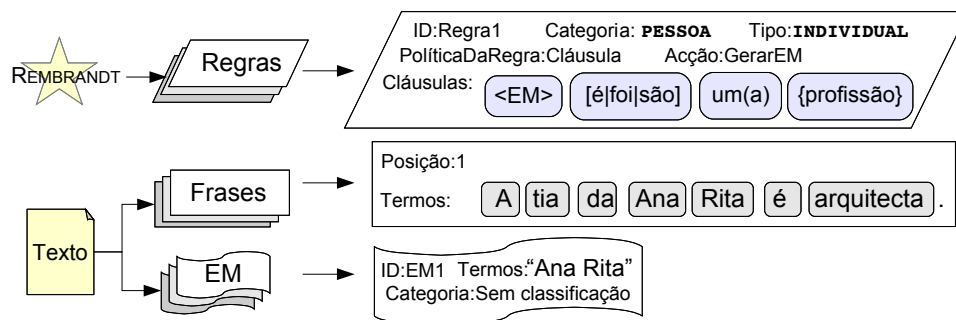 ID:Regra1 Categoria: PESSOA Tipo:INDIVIDUAL
REMBRANDT Regras PolíticaDaRegra:Cláusula Acção:GerarEM
Cláusulas: <EM> [é|foi|são] um(a) {profissão}
Posição:1
Frases
Termos: A tia da Ana Rita é arquitecta .
Texto
EM ID:EM1 Termos:“Ana Rita”
Categoria:Sem classificação